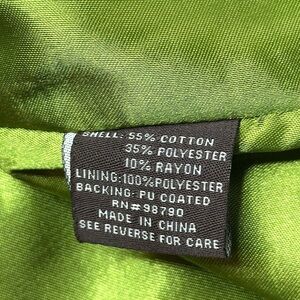 SHELL: 55% COTTON
35% POLYESTER
10% RAYON
LINING:100%POLYESTER
BACKING: PU COATED
RN#98790
MADE IN CHINA
SEE REVERSE FOR CARE